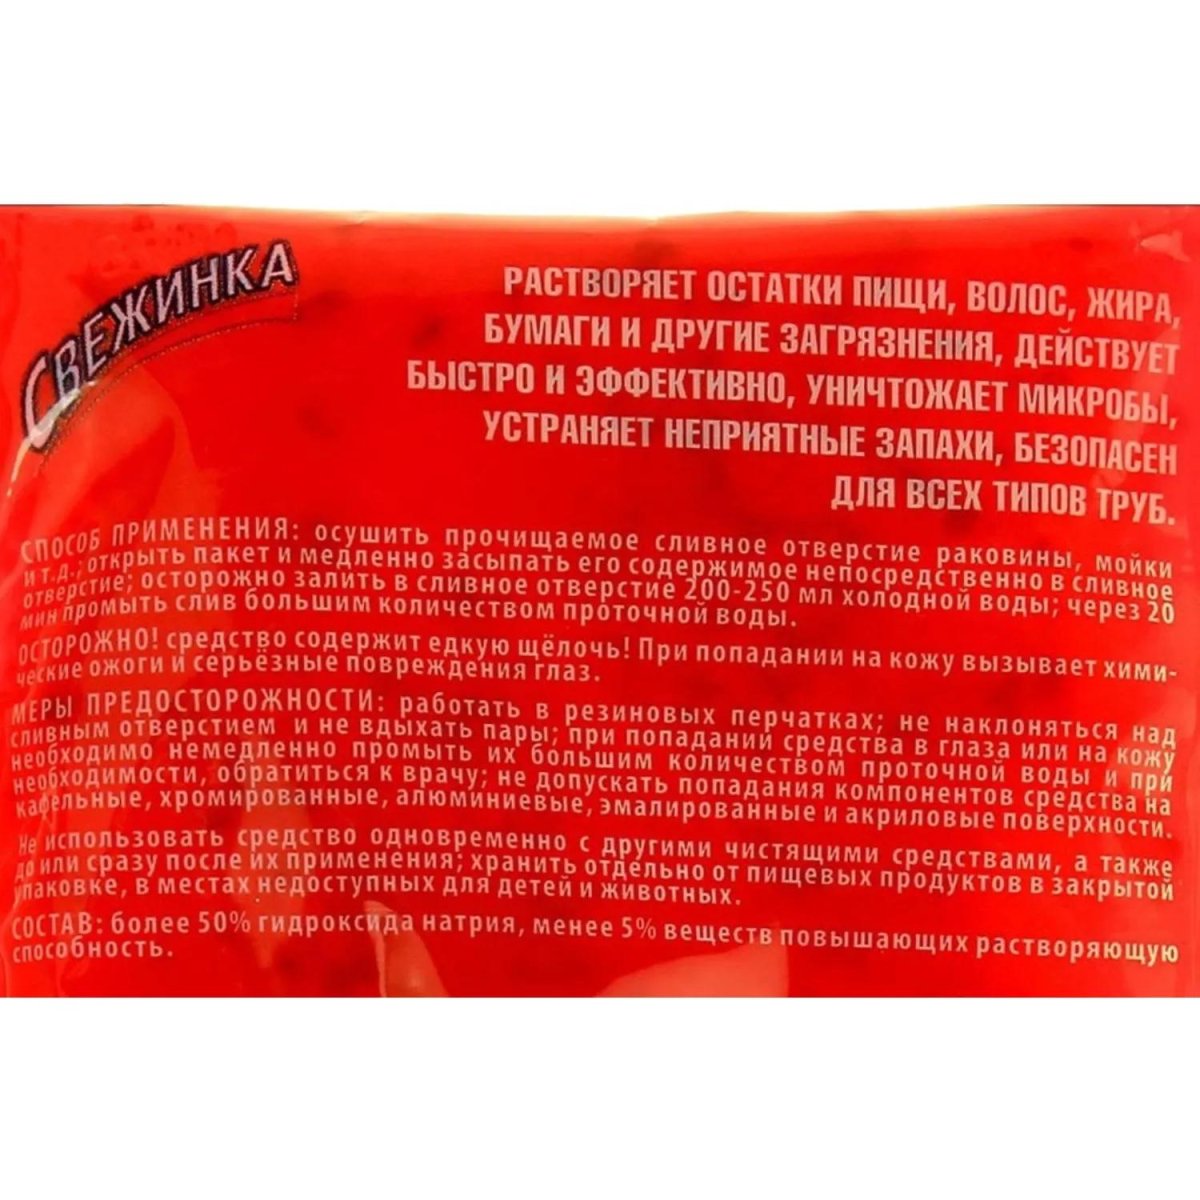 СВЕЖИНКА
РАСТВОРЯЕТ ОСТАТКИ ПИЩИ, ВОЛОС, ЖИРА,
БУМАГИ И ДРУГИЕ ЗАГРЯЗНЕНИЯ, ДЕЙСТВУЕТ
БЫСТРО И ЭФФЕКТИВНО, УНИЧТОЖАЕТ МИКРОБЫ,
УСТРАНЯЕТ НЕПРИЯТНЫЕ ЗАПАХИ, БЕЗОПАСЕН
ДЛЯ ВСЕХ ТИПОВ ТРУБ.
СПОСОБ ПРИМЕНЕНИЯ: осушить прочищаемое сливное отверстие раковины, мойки
и т.д.; открыть пакет и медленно засыпать его содержимое непосредственно в сливное
отверстие; осторожно залить в сливное отверстие 200-250 мл холодной воды; через 20
мин промыть слив большим количеством проточной воды.
ОСТОРОЖНО! средство содержит едкую щёлочь! При попадании на кожу вызывает хими-
ческие ожоги и серьёзные повреждения глаз.
МЕРЫ ПРЕДОСТОРОЖНОСТИ: работать в резиновых перчатках; не наклоняться над
сливным отверстием и не вдыхать пары; при попадании средства в глаза или на кожу
необходимо немедленно промыть их большим количеством проточной воды и при
необходимости, обратиться к врачу; не допускать попадания компонентов средства на
кафельные, хромированные, алюминиевые, эмалированные и акриловые поверхности.
Не использовать средство одновременно с другими чистящими средствами, а также
до или сразу после их применения; хранить отдельно от пищевых продуктов в закрытой
упаковке, в местах недоступных для детей и животных.
СОСТАВ: более 50% гидроксида натрия, менее 5% веществ повышающих растворяющую
способность.